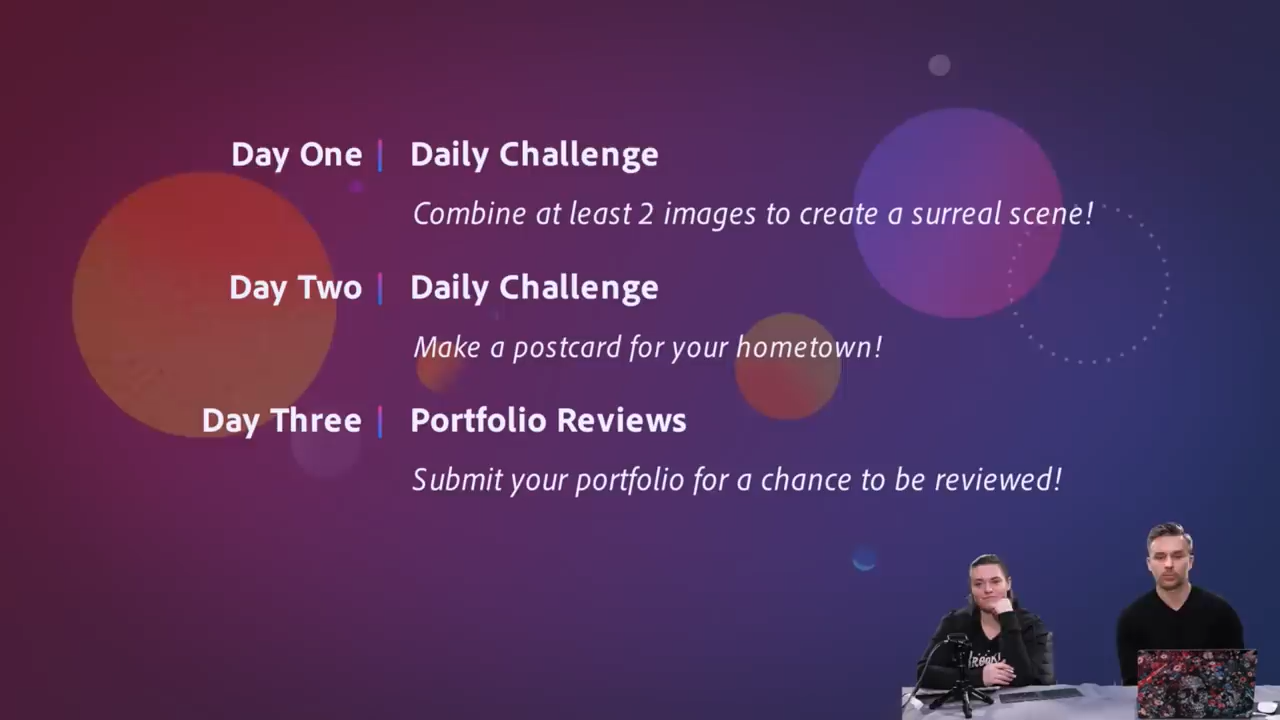 Day One | Daily Challenge
Combine at least 2 images to create a surreal scene!
Day Two | Daily Challenge
Make a postcard for your hometown!
Day Three | Portfolio Reviews
Submit your portfolio for a chance to be reviewed!